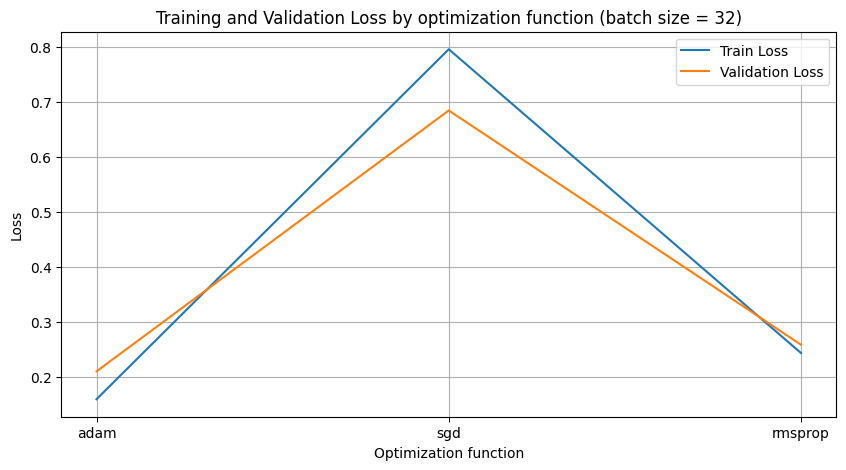 Training and Validation Loss by optimization function (batch size = 32)
Train Loss
Validation Loss
Loss
0.8
0.7
0.6
0.5
0.4
0.3
0.2
adam
sgd
rmsprop
Optimization function